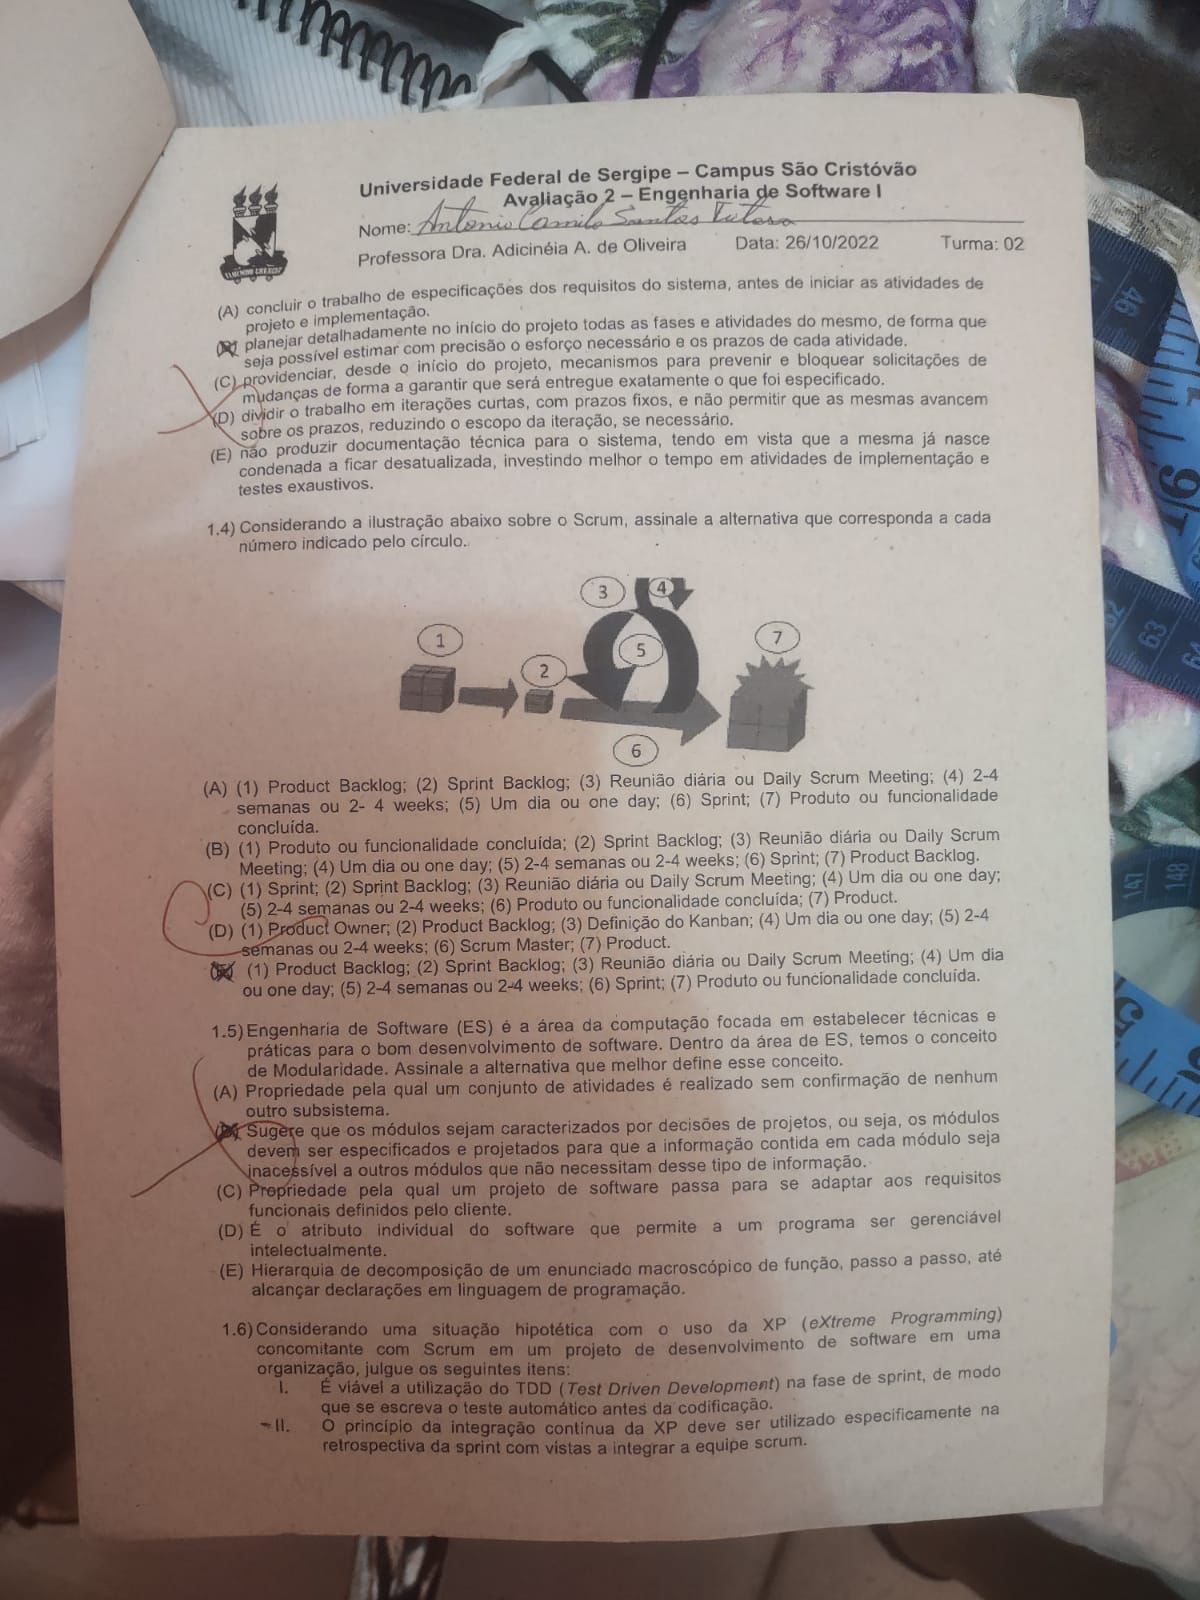 Universidade Federal de Sergipe – Campus São Cristóvão
Avaliação 2 – Engenharia de Software I
Nome: Antonio Camilo Santos
Professora Dra. Adicinéia A. de Oliveira Data: 26/10/2022 Turma: 02
(A) concluir o trabalho de especificações dos requisitos do sistema, antes de iniciar as atividades de
projeto e implementação.
planejar detalhadamente no início do projeto todas as fases e atividades do mesmo, de forma que
seja possível estimar com precisão o esforço necessário e os prazos de cada atividade.
(C) providenciar, desde o início do projeto, mecanismos para prevenir e bloquear solicitações de
mudanças de forma a garantir que será entregue exatamente o que foi especificado.
(D) dividir o trabalho em iterações curtas, com prazos fixos, e não permitir que as mesmas avancem
sobre os prazos, reduzindo o escopo da iteração, se necessário.
(E) não produzir documentação técnica para o sistema, tendo em vista que a mesma já nasce
condenada a ficar desatualizada, investindo melhor o tempo em atividades de implementação e
testes exaustivos.
1.4) Considerando a ilustração abaixo sobre o Scrum, assinale a alternativa que corresponda a cada
número indicado pelo círculo.
3 4
1 5 7
2
6
(A) (1) Product Backlog; (2) Sprint Backlog; (3) Reunião diária ou Daily Scrum Meeting; (4) 2-4
semanas ou 2- 4 weeks; (5) Um dia ou one day; (6) Sprint; (7) Produto ou funcionalidade
concluída.
(B) (1) Produto ou funcionalidade concluída; (2) Sprint Backlog; (3) Reunião diária ou Daily Scrum
Meeting; (4) Um dia ou one day; (5) 2-4 semanas ou 2-4 weeks; (6) Sprint; (7) Product Backlog.
(C) (1) Sprint; (2) Sprint Backlog; (3) Reunião diária ou Daily Scrum Meeting; (4) Um dia ou one day;
(5) 2-4 semanas ou 2-4 weeks; (6) Produto ou funcionalidade concluída; (7) Product.
(D) (1) Product Owner; (2) Product Backlog; (3) Definição do Kanban; (4) Um dia ou one day; (5) 2-4
semanas ou 2-4 weeks; (6) Scrum Master; (7) Product.
(1) Product Backlog; (2) Sprint Backlog; (3) Reunião diária ou Daily Scrum Meeting; (4) Um dia
ou one day; (5) 2-4 semanas ou 2-4 weeks; (6) Sprint; (7) Produto ou funcionalidade concluída.
1.5) Engenharia de Software (ES) é a área da computação focada em estabelecer técnicas e
práticas para o bom desenvolvimento de software. Dentro da área de ES, temos o conceito
de Modularidade. Assinale a alternativa que melhor define esse conceito.
(A) Propriedade pela qual um conjunto de atividades é realizado sem confirmação de nenhum
outro subsistema.
Sugere que os módulos sejam caracterizados por decisões de projetos, ou seja, os módulos
devem ser especificados e projetados para que a informação contida em cada módulo seja
inacessível a outros módulos que não necessitam desse tipo de informação.
(C) Propriedade pela qual um projeto de software passa para se adaptar aos requisitos
funcionais definidos pelo cliente.
(D) É o atributo individual do software que permite a um programa ser gerenciável
intelectualmente.
(E) Hierarquia de decomposição de um enunciado macroscópico de função, passo a passo, até
alcançar declarações em linguagem de programação.
1.6) Considerando uma situação hipotética com o uso da XP (eXtreme Programming)
concomitante com Scrum em um projeto de desenvolvimento de software em uma
organização, julgue os seguintes itens:
I. É viável a utilização do TDD (Test Driven Development) na fase de sprint, de modo
que se escreva o teste automático antes da codificação.
II. O princípio da integração contínua da XP deve ser utilizado especificamente na
retrospectiva da sprint com vistas a integrar a equipe scrum.
46
62
63
64
147
148